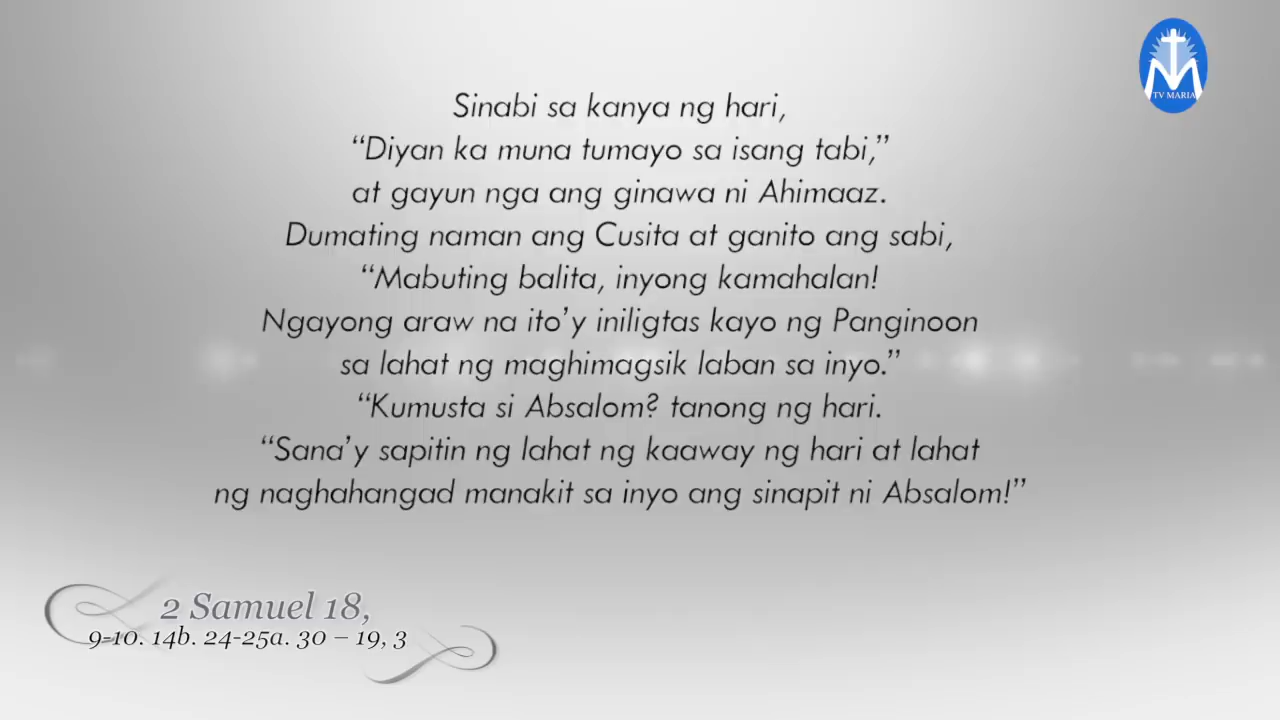 TV MARIA
Sinabi sa kanya ng hari,
“Diyan ka muna tumayo sa isang tabi,”
at gayun nga ang ginawa ni Ahimaaz.
Dumating naman ang Cusita at ganito ang sabi,
“Mabuting balita, inyong kamahalan!
Ngayong araw na ito’y iniligtas kayo ng Panginoon
sa lahat ng maghimagsik laban sa inyo.”
“Kumusta si Absalom? tanong ng hari.
“Sana’y sapitin ng lahat ng kaaway ng hari at lahat
ng naghahangad manakit sa inyo ang sinapit ni Absalom!”
2 Samuel 18,
9-10. 14b. 24-25a. 30 – 19, 3